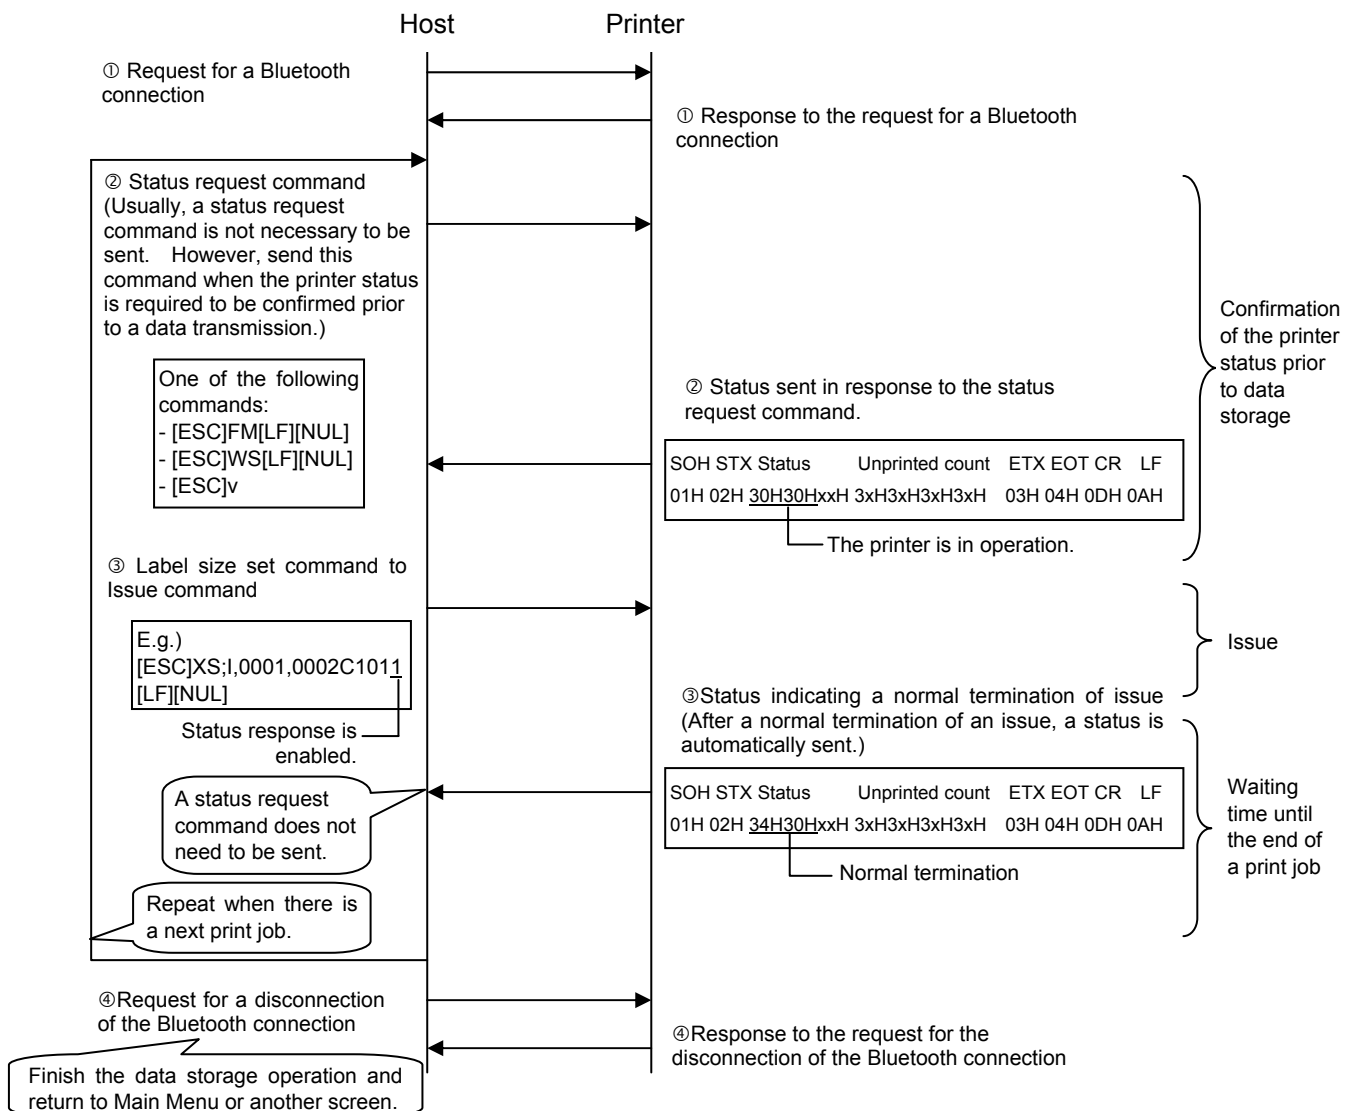 Host Printer
① Request for a Bluetooth
connection
① Response to the request for a Bluetooth
connection
② Status request command
(Usually, a status request
command is not necessary to be
sent. However, send this
command when the printer status
is required to be confirmed prior
to a data transmission.)
One of the following
commands:
- [ESC]FM[LF][NUL]
- [ESC]WS[LF][NUL]
- [ESC]v
② Status sent in response to the status
request command.
SOH STX Status Unprinted count ETX EOT CR LF
01H 02H 30H30HxxH 3xH3xH3xH3xH 03H 04H 0DH 0AH
The printer is in operation.
Confirmation
of the printer
status prior
to data
storage
③ Label size set command to
Issue command
E.g.)
[ESC]XS;I,0001,0002C1011
[LF][NUL]
Status response is
enabled.
Issue
③Status indicating a normal termination of issue
(After a normal termination of an issue, a status is
automatically sent.)
SOH STX Status Unprinted count ETX EOT CR LF
01H 02H 34H30HxxH 3xH3xH3xH3xH 03H 04H 0DH 0AH
Normal termination
A status request
command does not
need to be sent.
Waiting
time until
the end of
a print job
Repeat when there is
a next print job.
④Request for a disconnection
of the Bluetooth connection
④Response to the request for the
disconnection of the Bluetooth connection
Finish the data storage operation and
return to Main Menu or another screen.